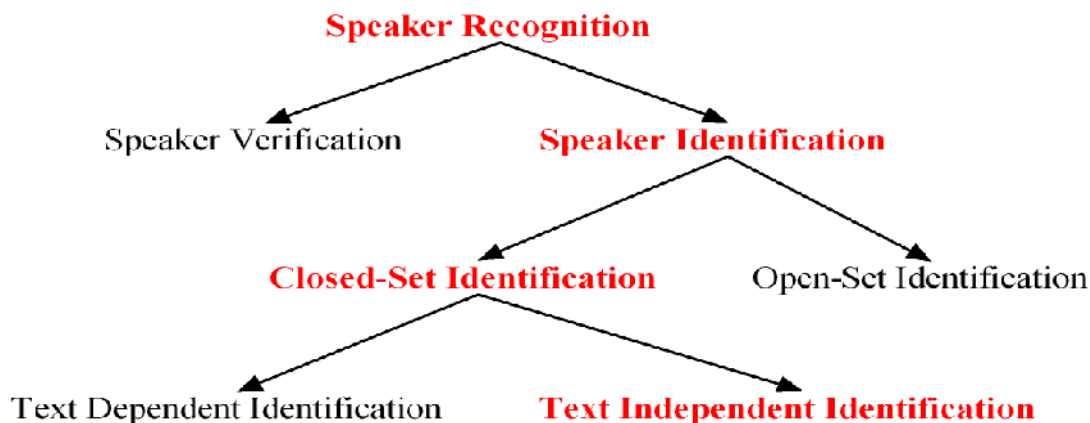 Speaker Recognition
Speaker Verification Speaker Identification
Closed-Set Identification Open-Set Identification
Text Dependent Identification Text Independent Identification